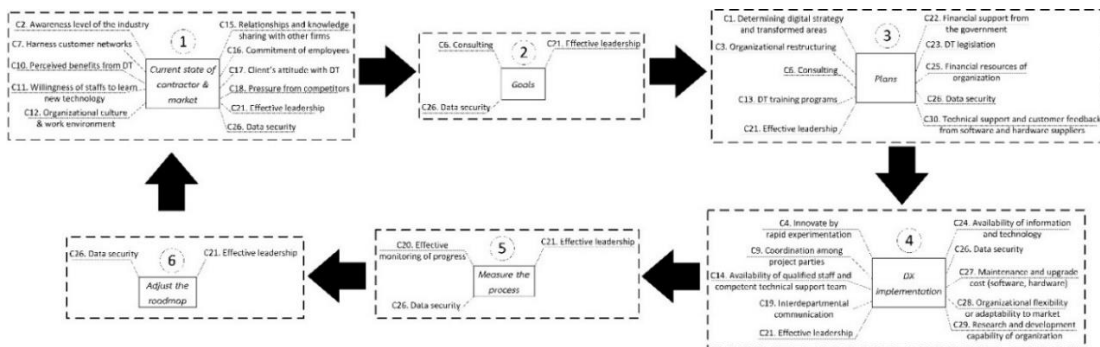 C2. Awareness level of the industry
C7. Harness customer networks
C10. Perceived benefits from DT
C11. Willingness of staffs to learn
new technology
C12. Organizational culture
& work environment
1
Current state of
contractor &
market
C15. Relationships and knowledge
sharing with other firms
C16. Commitment of employees
C17. Client's attitude with DT
C18. Pressure from competitors
C21. Effective leadership
C26. Data security
C6. Consulting
C26. Data security
2
Goals
C21. Effective leadership
C1. Determining digital strategy
and transformed areas
C3. Organizational restructuring
C6. Consulting
C13. DT training programs
C21. Effective leadership
3
Plans
C22. Financial support from
the government
C23. DT legislation
C25. Financial resources of
organization
C26. Data security
C30. Technical support and customer feedback
from software and hardware suppliers
C4. Innovate by
rapid experimentation
C9. Coordination among
project parties
C14. Availability of qualified staff and
competent technical support team
C19. Interdepartmental
communication
C21. Effective leadership
4
DX
implementation
C24. Availability of information
and technology
C26. Data security
C27. Maintenance and upgrade
cost (software, hardware)
C28. Organizational flexibility
or adaptability to market
C29. Research and development
capability of organization
C20. Effective
monitoring of progress
C26. Data security
5
Measure the
process
C21. Effective leadership
C26. Data security
6
Adjust the
roadmap
C21. Effective leadership